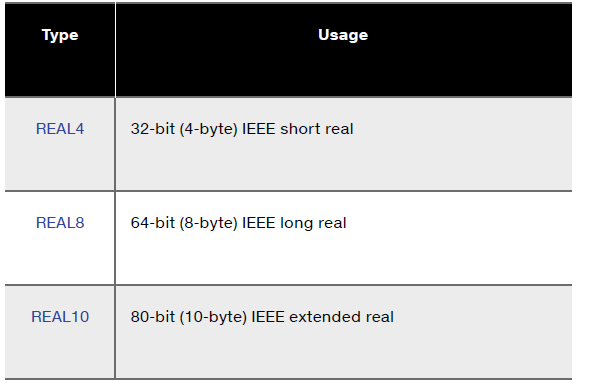 Type Usage
REAL4 32-bit (4-byte) IEEE short real
REAL8 64-bit (8-byte) IEEE long real
REAL10 80-bit (10-byte) IEEE extended real